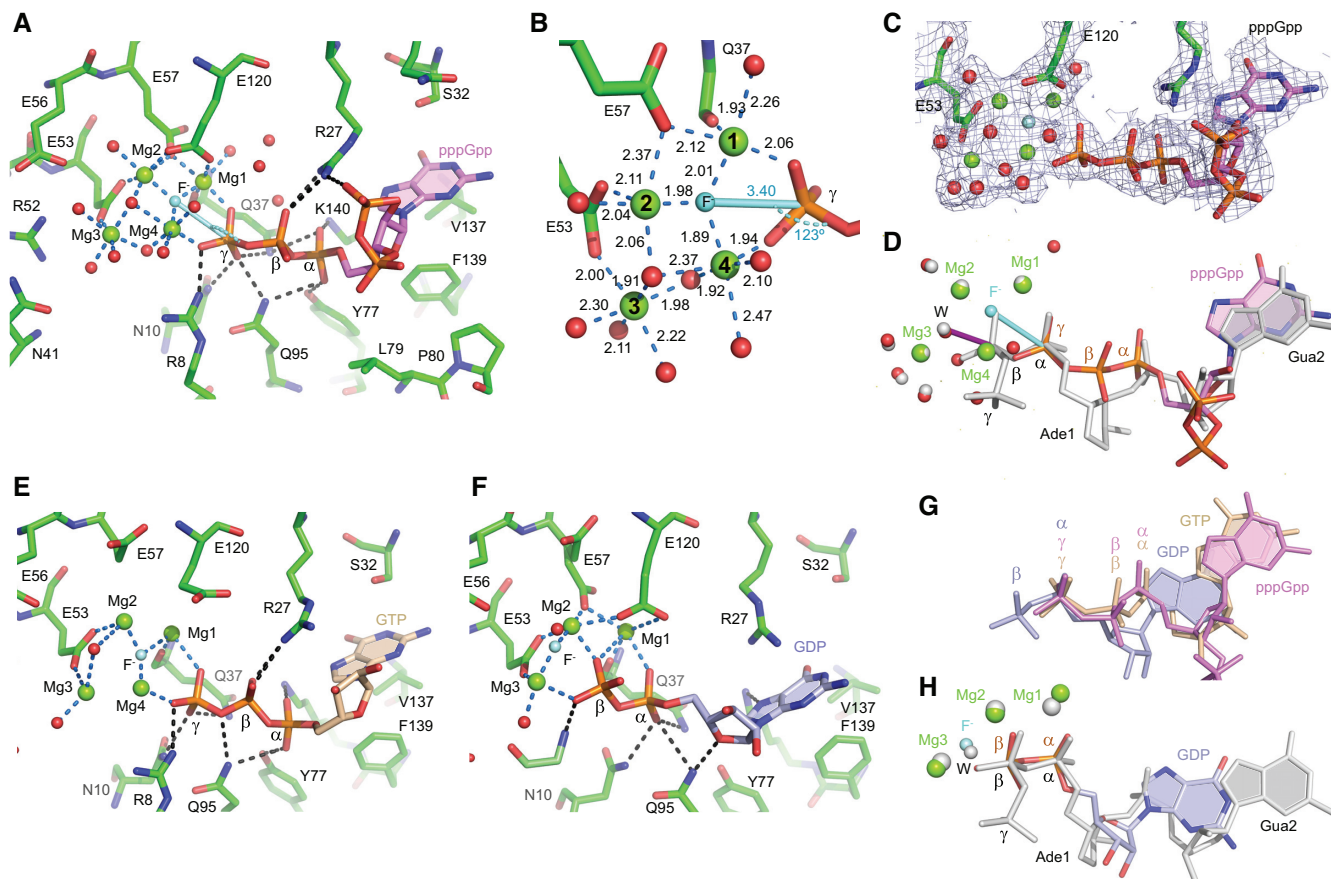 A
E57
E120
E56
S32
E53
R27
Mg2
pppGpp
F-
Mg1
R52
Q37
K140
V137
Mg3
Mg4
γ
β
α
F139
N10
Y77
N41
R8
Q95
L79
P80
B
Q37
E57
1.93
2.26
1
2.37
2.12
2.06
2.11
2.01
1.98
3.40
γ
2
F
2.04
E53
123°
2.06
1.89
1.94
2.00
2.37
4
1.91
2.10
2.30
3
1.98
1.92
2.47
2.22
2.11
C
E120
pppGpp
E53
D
Mg2
Mg1
F-
pppGpp
W
γ
Mg3
β
α
Gua2
Mg4
β
α
γ
Ade1
E
E57
E120
S32
E56
E53
Mg2
R27
GTP
Mg1
F-
Q37
Mg3
Mg4
V137
β
F139
γ
α
N10
Y77
R8
Q95
F
E57
E120
S32
E56
Mg2
E53
Mg1
R27
F-
GDP
Mg3
Q37
V137
β
α
F139
N10
Y77
Q95
G
GTP
α
γ
γ
β
β
α
α
GDP
β
pppGpp
H
Mg2
Mg1
F-
Mg3
β
α
GDP
W
β
α
γ
Gua2
Ade1